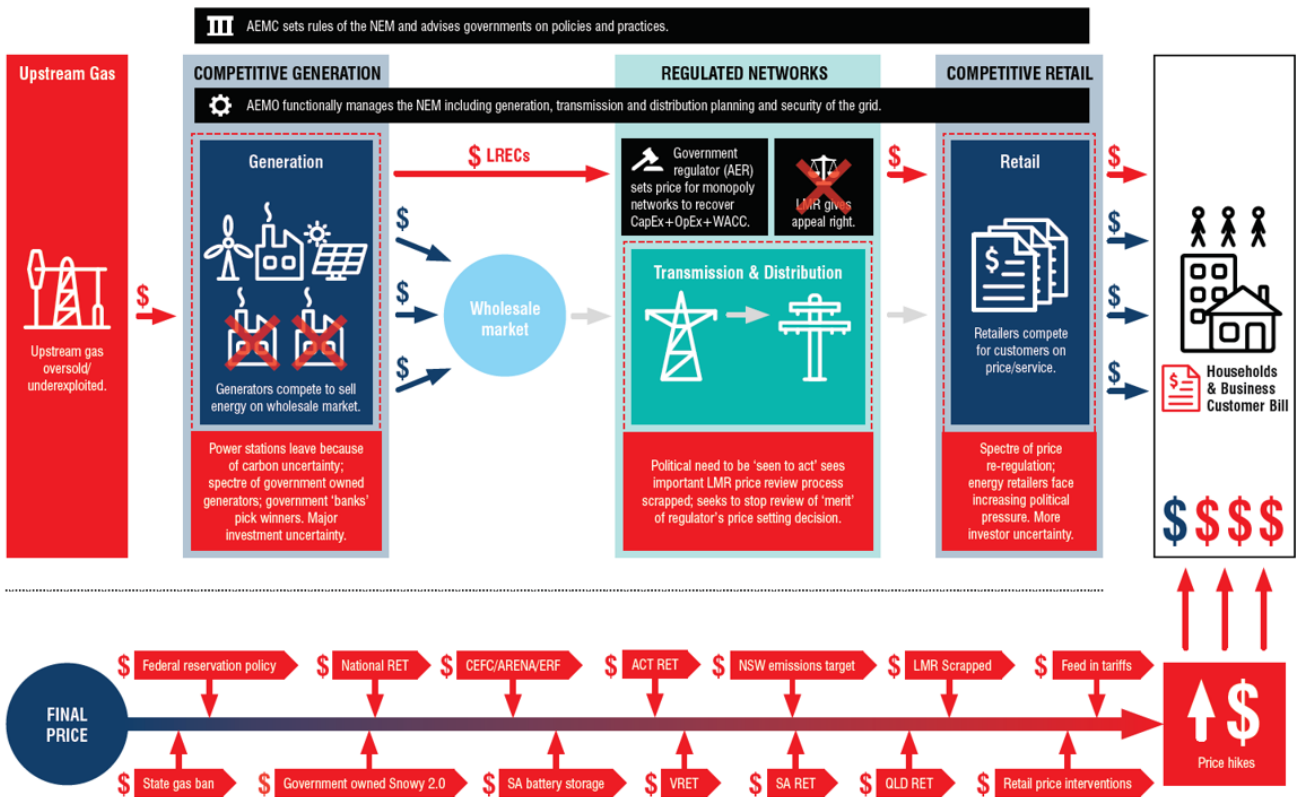 AEMC sets rules of the NEM and advises governments on policies and practices.
Upstream Gas
COMPETITIVE GENERATION
REGULATED NETWORKS
COMPETITIVE RETAIL
AEMO functionally manages the NEM including generation, transmission and distribution planning and security of the grid.
Upstream gas
oversold/
underexploited.
$
Generation
Generators compete to sell
energy on wholesale market.
Power stations leave because
of carbon uncertainty;
spectre of government owned
generators; government ‘banks’
pick winners. Major
investment uncertainty.
$ LRECs
$
$
$
Wholesale
market
Government
regulator (AER)
sets price for monopoly
networks to recover
CapEx+OpEx+WACC.
LMR gives
appeal right.
Transmission & Distribution
Political need to be ‘seen to act’ sees
important LMR price review process
scrapped; seeks to stop review of ‘merit’
of regulator’s price setting decision.
$
Retail
$
Retailers compete
for customers on
price/service.
Spectre of price
re-regulation;
energy retailers face
increasing political
pressure. More
investor uncertainty.
$
$
$
$
$
Households
& Business
Customer Bill
$ $ $ $
FINAL
PRICE
$ Federal reservation policy
$ National RET
$ CEFC/ARENA/ERF
$ ACT RET
$ NSW emissions target
$ LMR Scrapped
$ Feed in tariffs
$ State gas ban
$ Government owned Snowy 2.0
$ SA battery storage
$ VRET
$ SA RET
$ QLD RET
$ Retail price interventions
$
Price hikes